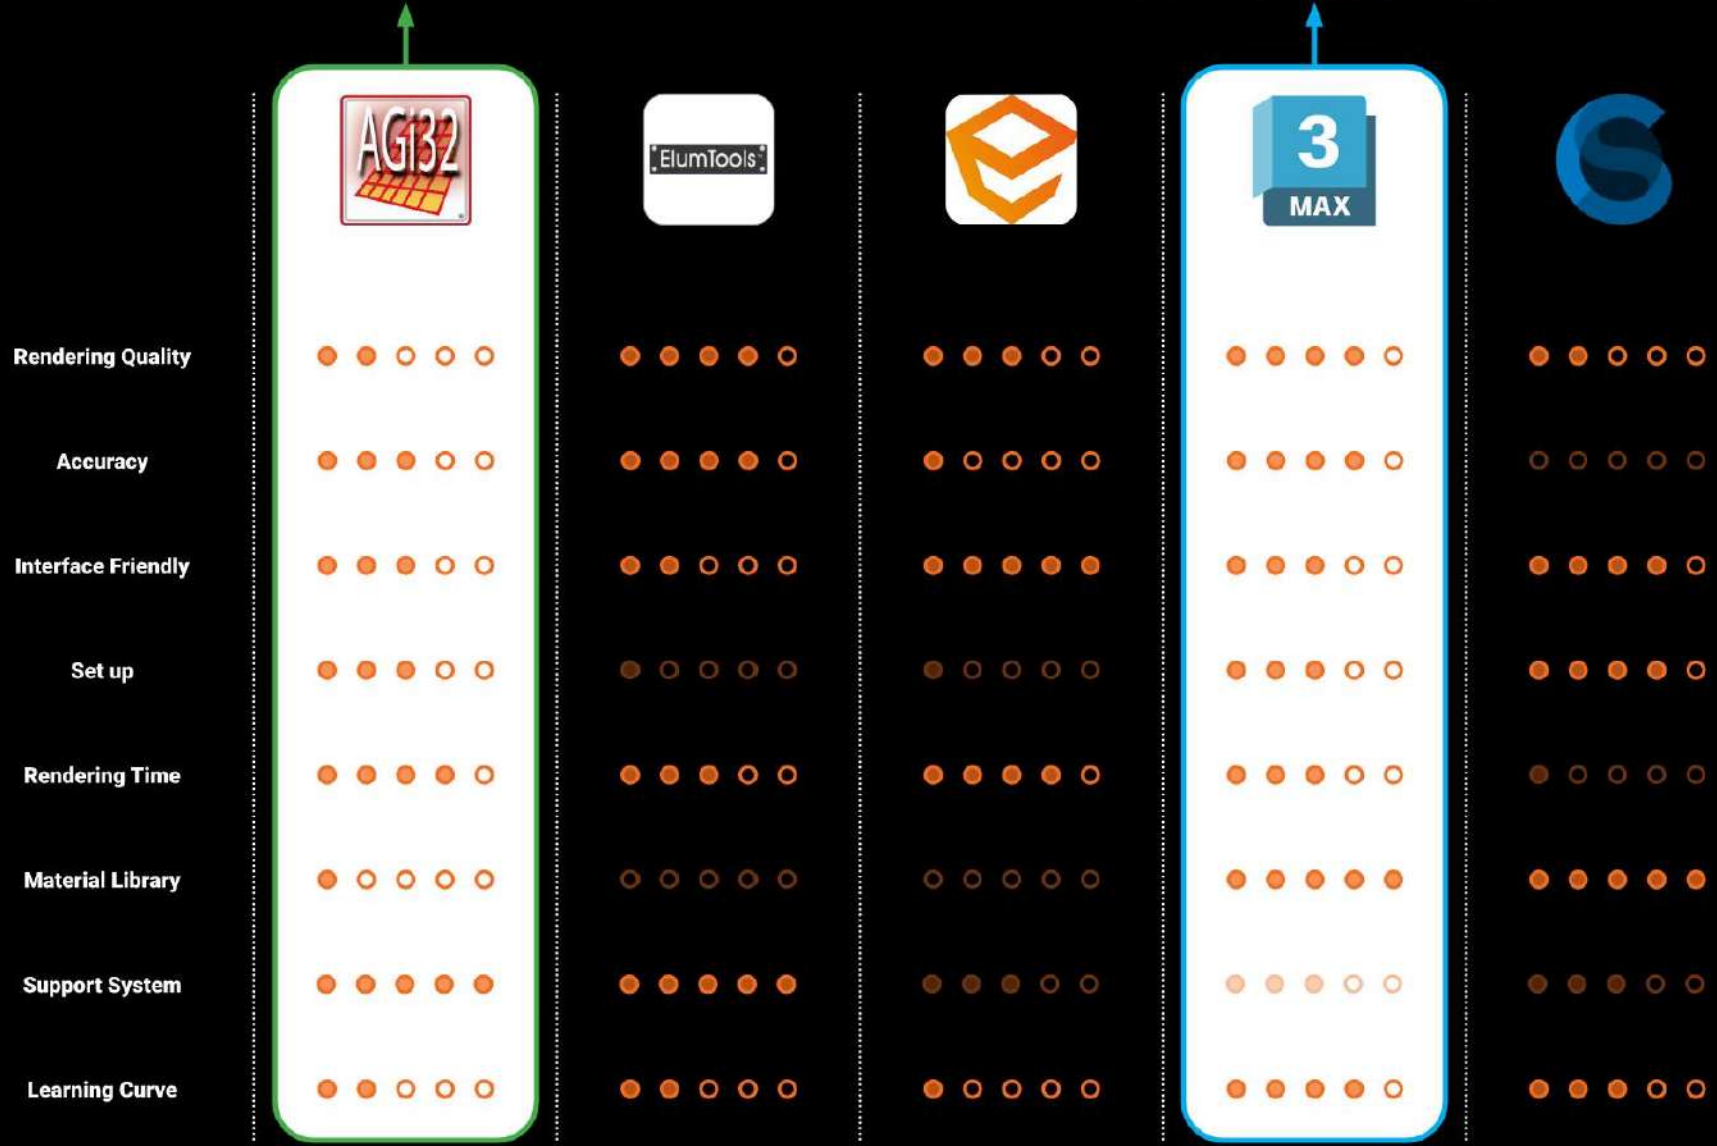 AGi32
ElumTools
3
MAX
Rendering Quality
Accuracy
Interface Friendly
Set up
Rendering Time
Material Library
Support System
Learning Curve